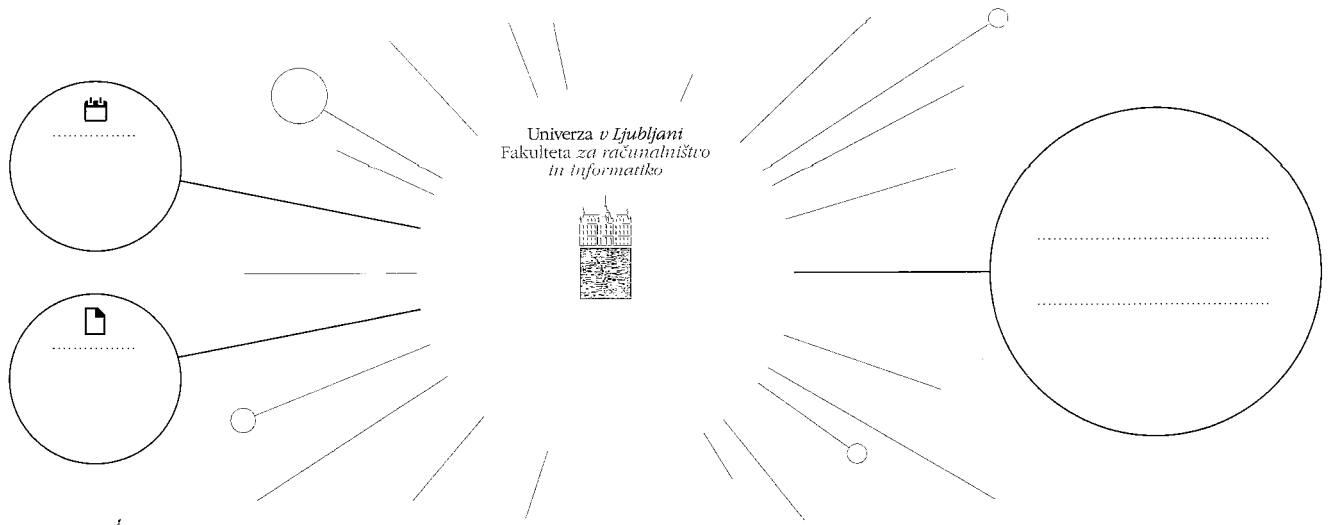 Univerza v Ljubljani
Fakulteta za računalništvo
in informatiko